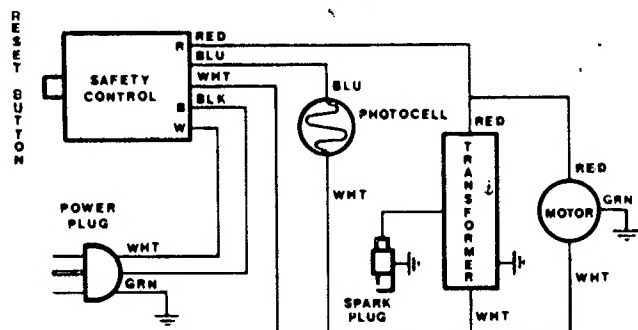 RESET BUTTON
SAFETY CONTROL
R
B
W
RED
BLU
WHT
BLK
BLU
PHOTOCELL
WHT
RED
TRANSFORMER
i
RED
MOTOR
GRN
WHT
POWER PLUG
WHT
GRN
SPARK PLUG
WHT